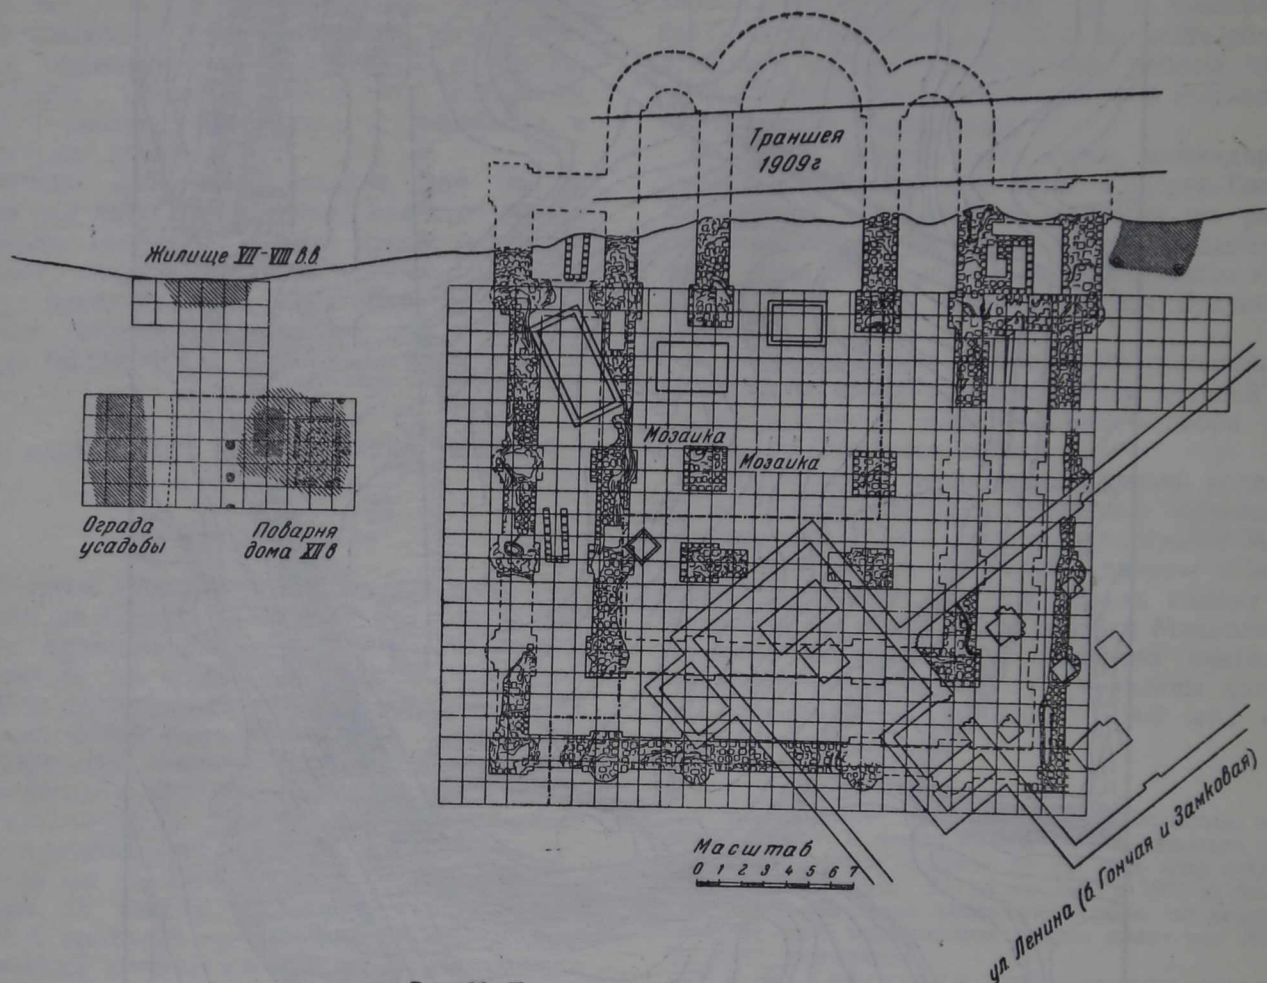 Траншея
1909г
Жилище VII-VIII в.в.
Мозаика
Мозаика
Ограда
усадьбы
Поварня
дома XII в
Масштаб
0 1 2 3 4 5 6 7
ул Ленина (б. Гончая и Замковая)